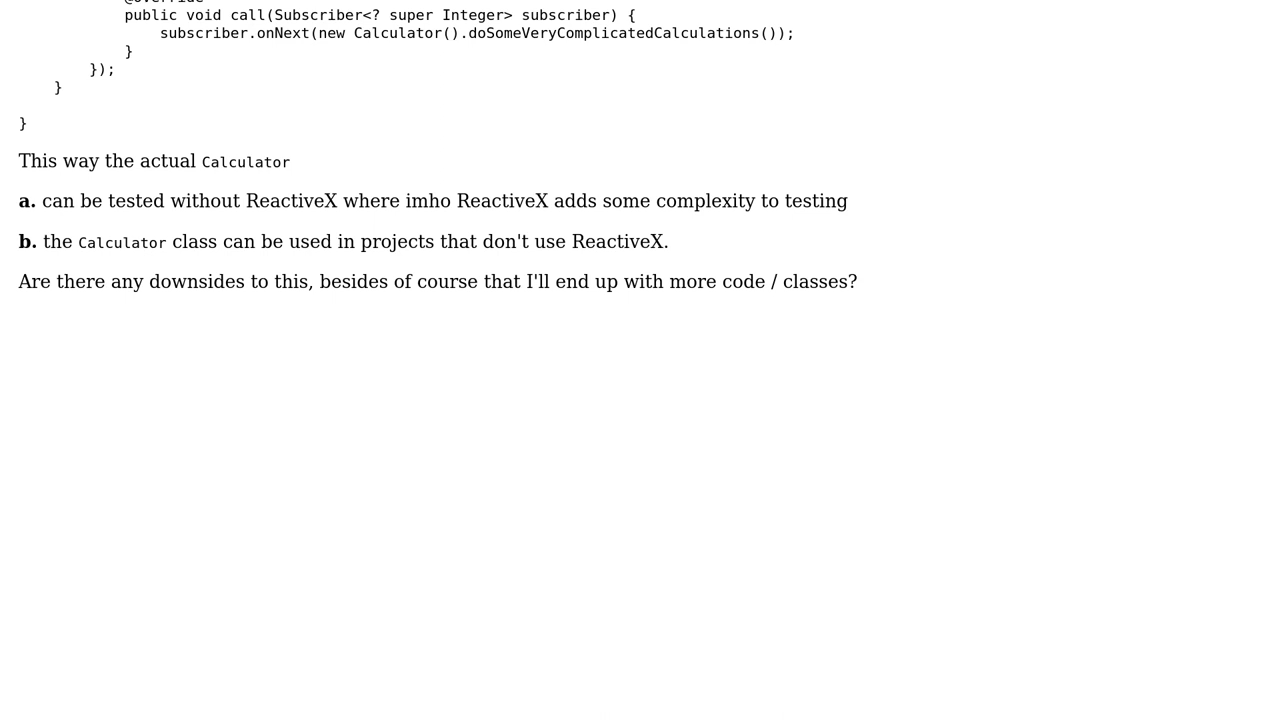 @Override
public void call(Subscriber<? super Integer> subscriber) {
subscriber.onNext(new Calculator().doSomeVeryComplicatedCalculations());
}
});
}
}
This way the actual Calculator
a. can be tested without ReactiveX where imho ReactiveX adds some complexity to testing
b. the Calculator class can be used in projects that don't use ReactiveX.
Are there any downsides to this, besides of course that I'll end up with more code / classes?